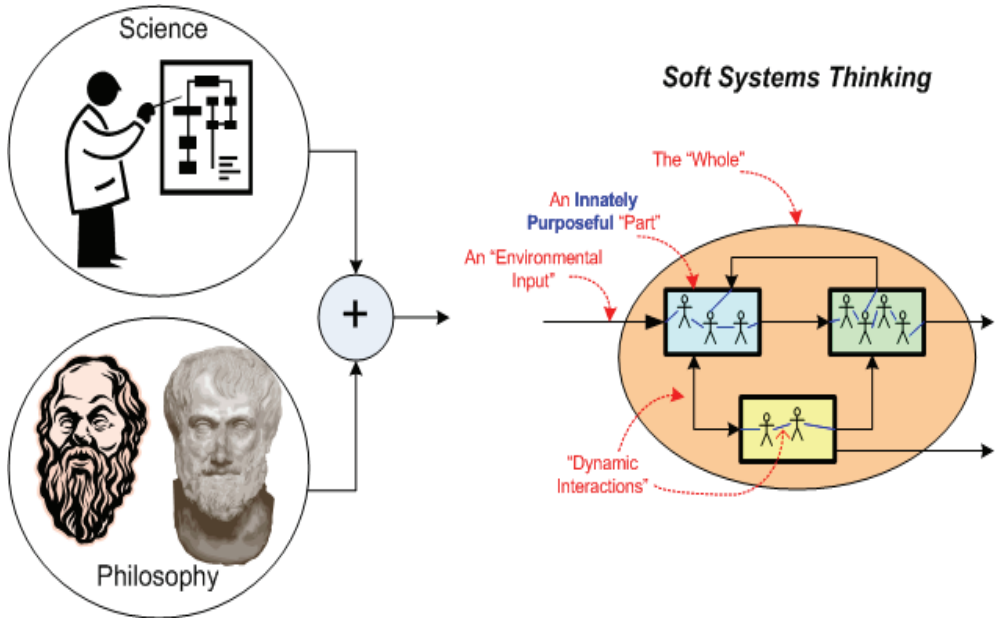 Science
Soft Systems Thinking
The “Whole”
An Innately
Purposeful “Part”
An “Environmental
Input”
+
“Dynamic
Interactions”
Philosophy